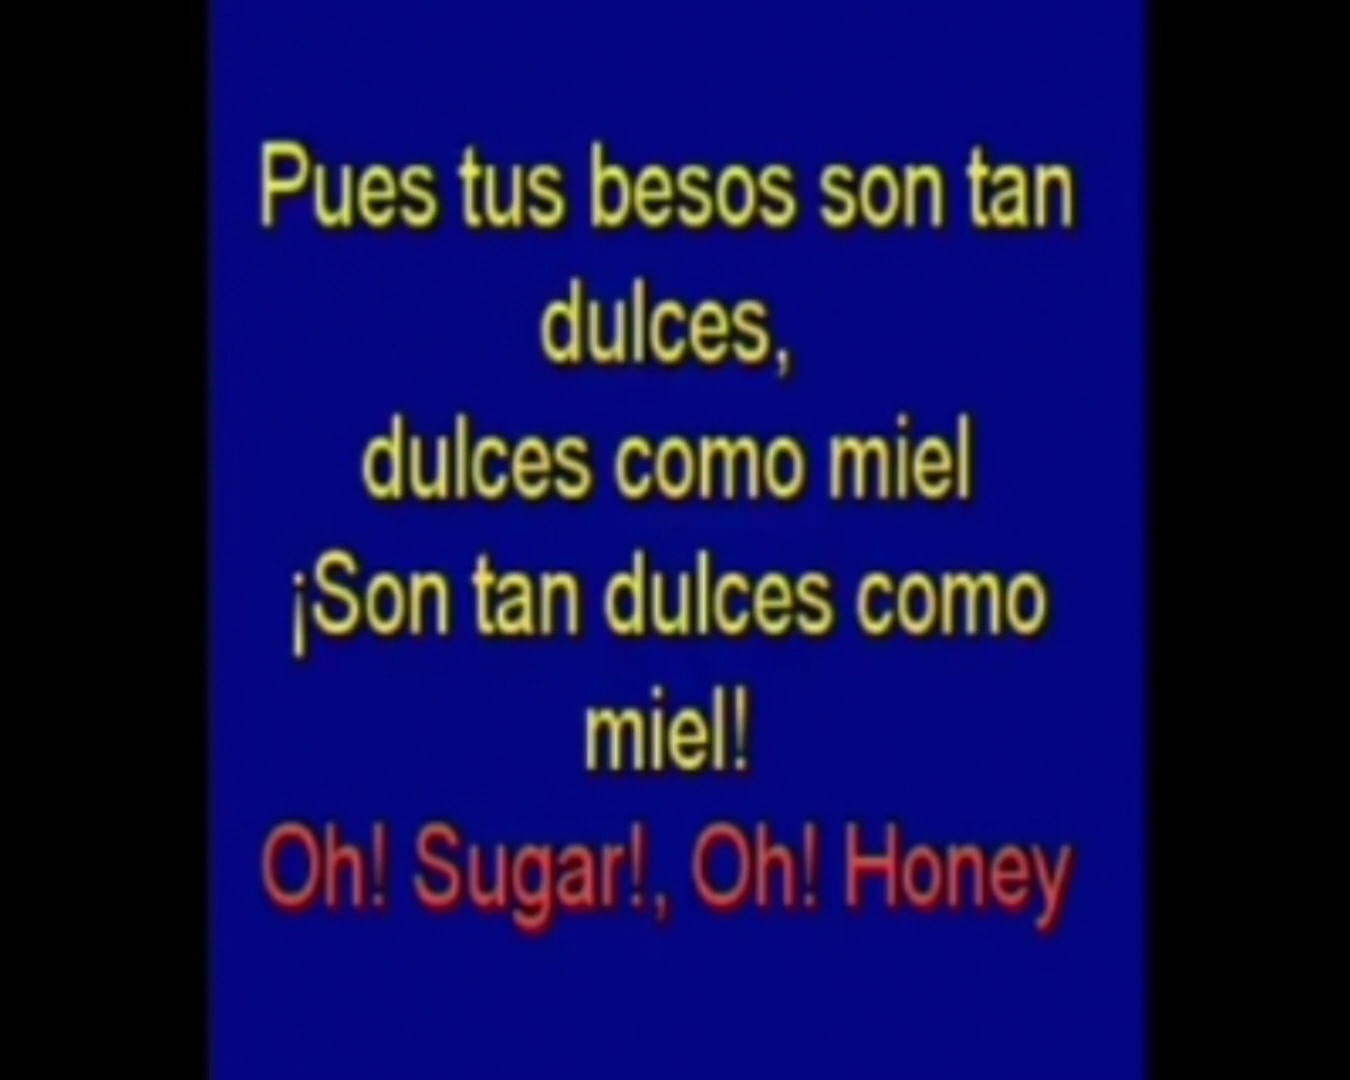 Pues tus besos son tan
dulces,
dulces como miel
¡Son tan dulces como
miel!
Oh! Sugar!, Oh! Honey